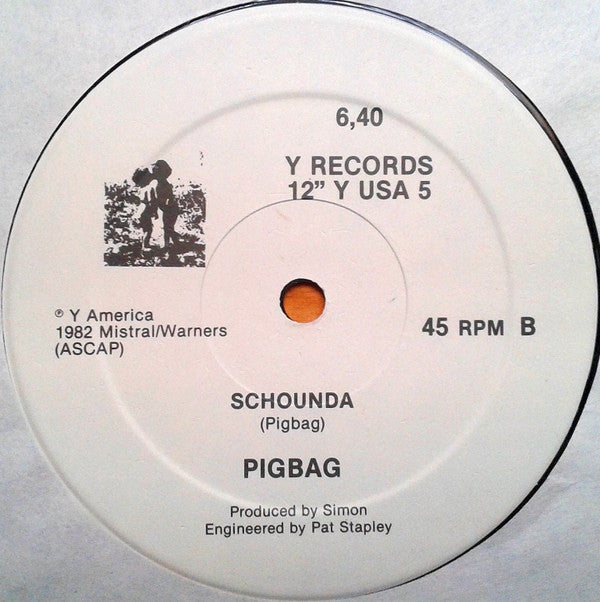 6,40
Y RECORDS
12” Y USA 5
℗ Y America
1982 Mistral/Warners
(ASCAP)
45 RPM B
SCHOUNDA
(Pigbag)
PIGBAG
Produced by Simon
Engineered by Pat Stapley